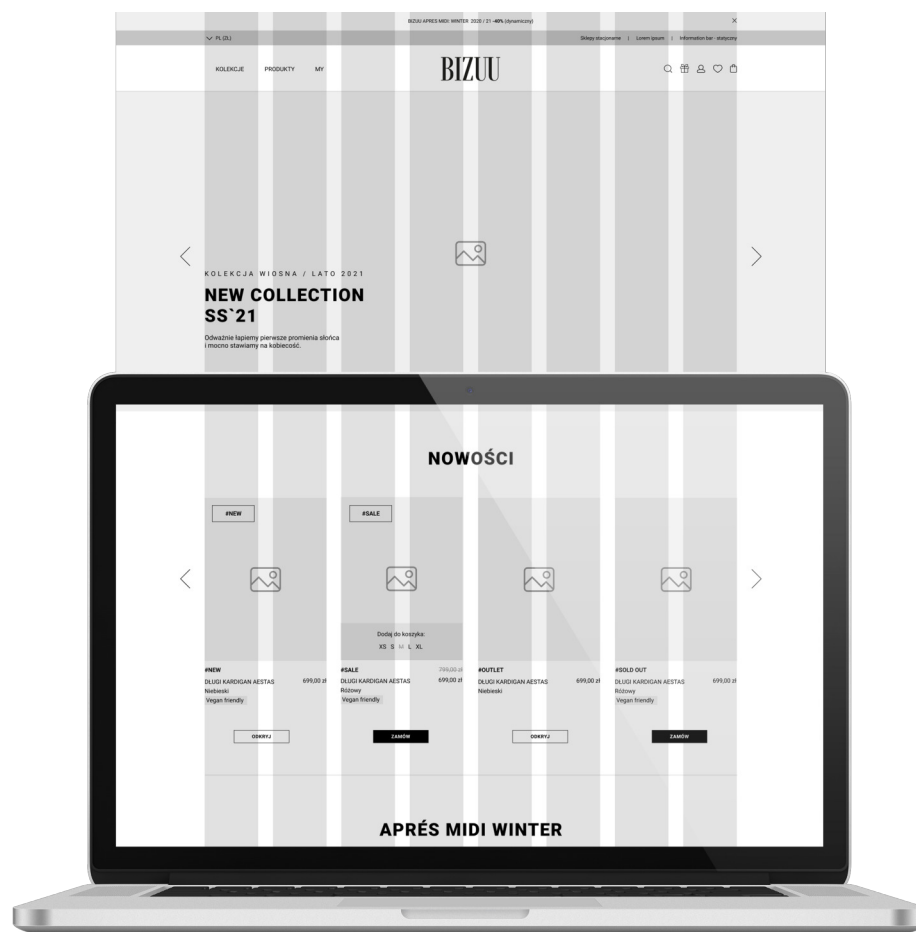 BIZUU APRES MIDI WINTER 2020 / 21 -40% (dynamiczny)
PL (ZŁ)
Sklepy stacjonarne | Lorem ipsum | Information bar - statyczny
KOLEKCJE PRODUKTY MY
BIZUU
KOLEKCJA WIOSNA / LATO 2021
NEW COLLECTION
SS`21
Odważnie łapiemy pierwsze promienia słońca
i mocno stawiamy na kobiecość.
NOWOŚCI
#NEW
#SALE
Dodaj do koszyka:
XS S M L XL
#NEW
DŁUGI KARDIGAN AESTAS 699,00 zł
Niebieski
Vegan friendly
ODKRYJ
#SALE 799,00 zł
DŁUGI KARDIGAN AESTAS 699,00 zł
Różowy
Vegan friendly
ZAMÓW
#OUTLET
DŁUGI KARDIGAN AESTAS 699,00 zł
Niebieski
ODKRYJ
#SOLD OUT
DŁUGI KARDIGAN AESTAS 699,00 zł
Różowy
Vegan friendly
ZAMÓW
APRÉS MIDI WINTER